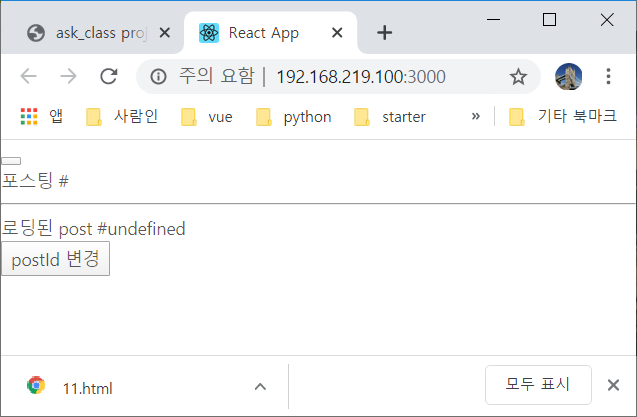 ask_class proj
React App
주의 요함 | 192.168.219.100:3000
앱 사람인 vue python starter » 기타 북마크
포스팅 #
로딩된 post #undefined
postId 변경
11.html 모두 표시